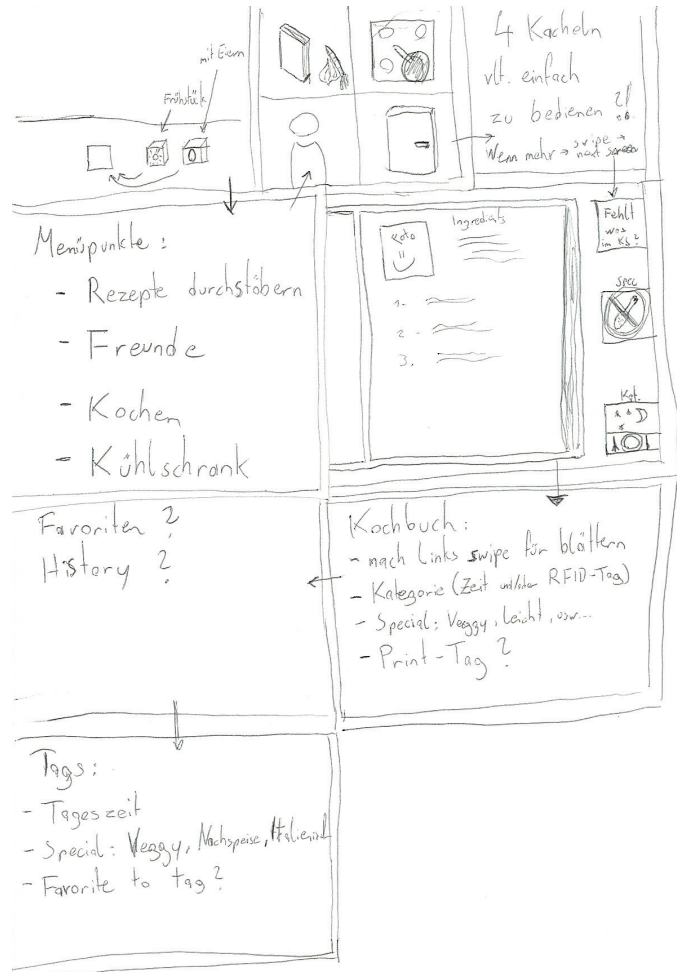 mit Eiern
Frühstück
4 Kacheln
vlt. einfach
zu bedienen ?!
Wenn mehr → swipe →
next screen
Menüpunkte :
- Rezepte durchstöbern
- Freunde
- Kochen
- Kühlschrank
Foto
Ingredients
1.
2.
3.
Fehlt
was
im KS ?
Spec
Kat.
Favoriten ?
History ?
Kochbuch :
- nach links swipe für blättern
- Kategorie (Zeit und/oder RFID-Tag)
- Special : Veggy, leicht, usw...
- Print-Tag ?
Tags :
- Tageszeit
- Special : Veggy, Nachspeise, Italienisch
- Favorite to tag ?